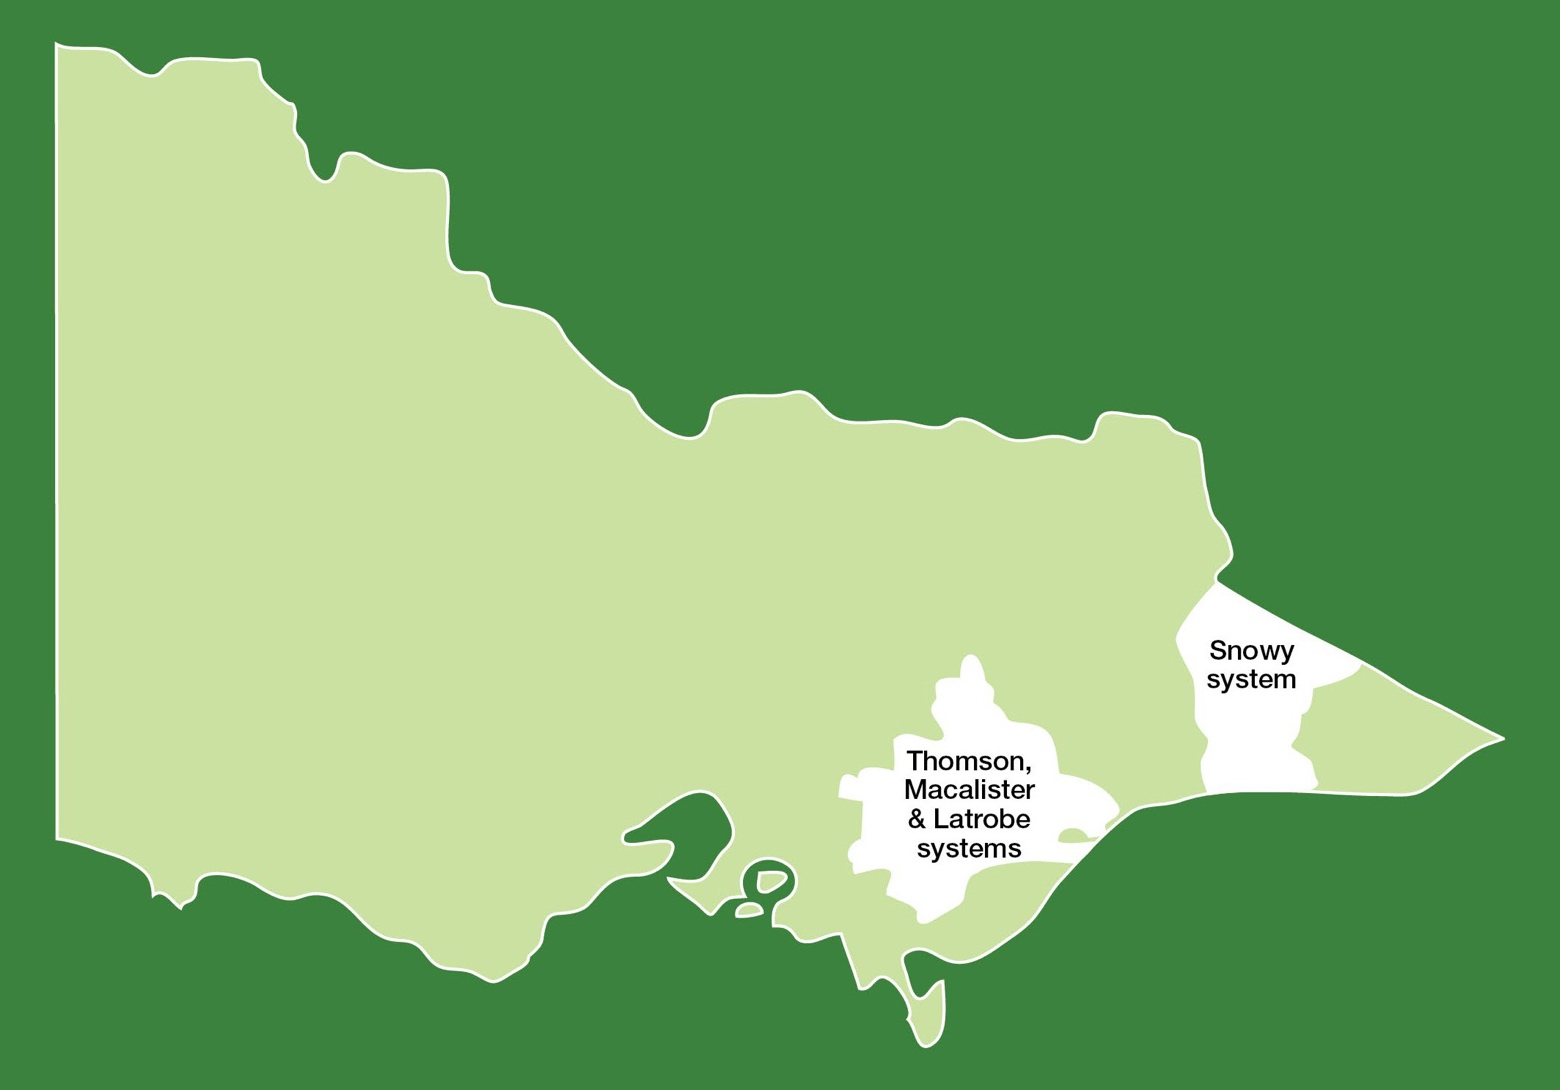 Snowy
system
Thomson,
Macalister
& Latrobe
systems